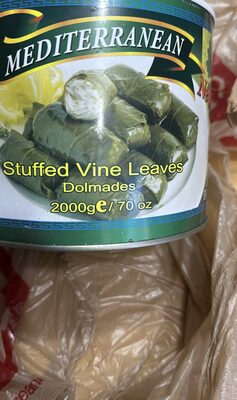 MEDITERRANEAN
Stuffed Vine Leaves
Dolmades
2000g℮/70 oz